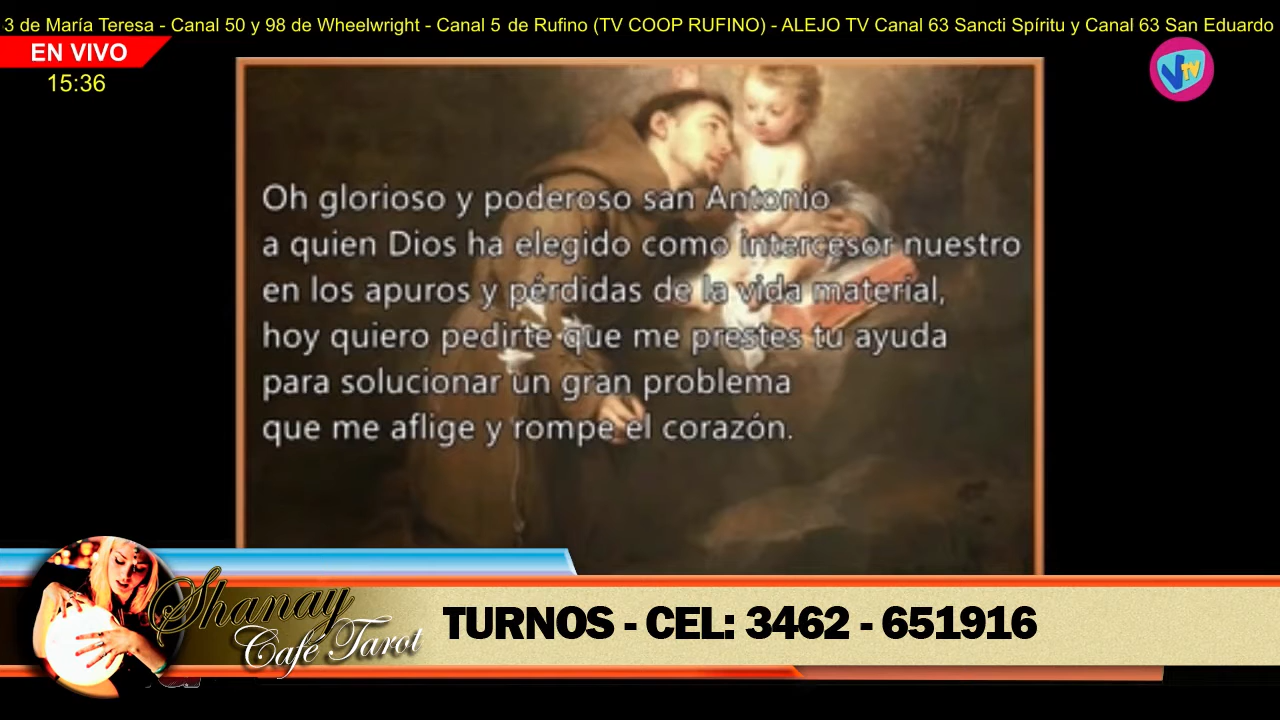 3 de María Teresa - Canal 50 y 98 de Wheelwright - Canal 5 de Rufino (TV COOP RUFINO) - ALEJO TV Canal 63 Sancti Spíritu y Canal 63 San Eduardo
EN VIVO
15:36
VTV
Oh glorioso y poderoso san Antonio
a quien Dios ha elegido como intercesor nuestro
en los apuros y pérdidas de la vida material,
hoy quiero pedirte que me prestes tu ayuda
para solucionar un gran problema
que me aflige y rompe el corazón.
Shanay
Cafe Tarot
TURNOS - CEL: 3462 - 651916